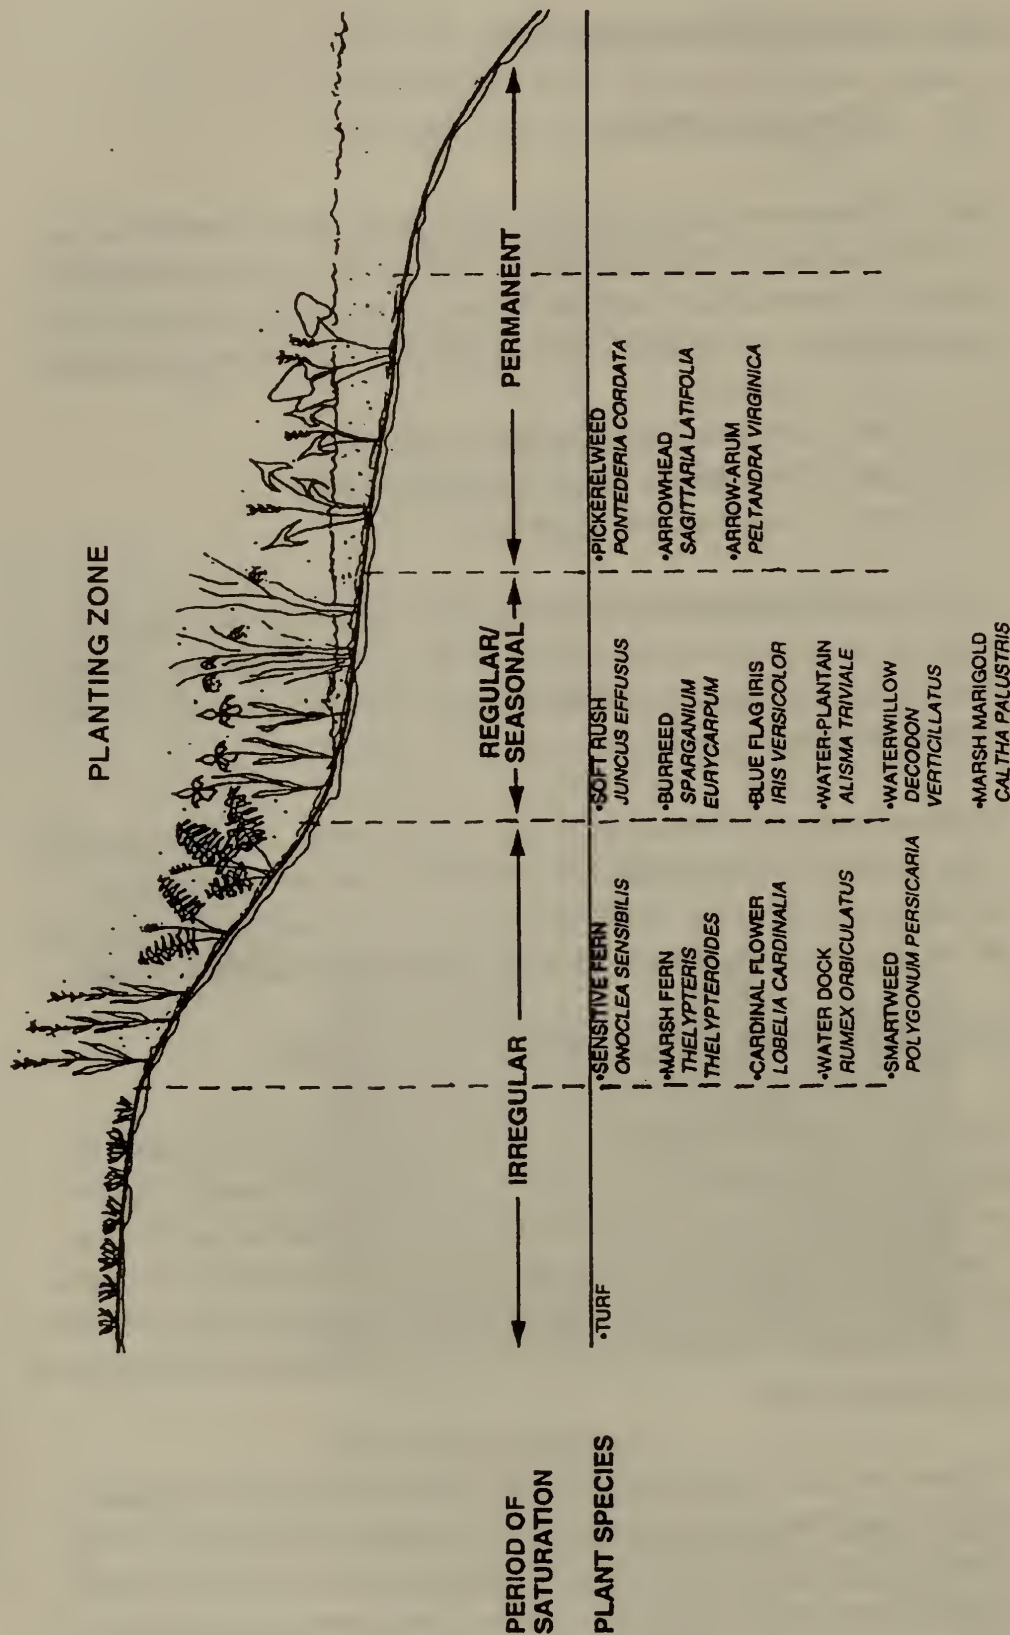 PLANTING ZONE
PERIOD OF
SATURATION
IRREGULAR
REGULAR/
SEASONAL
PERMANENT
PLANT SPECIES
•TURF
•SENSITIVE FERN
ONOCLEA SENSIBILIS
•MARSH FERN
THELYPTERIS
THELYPTEROIDES
•CARDINAL FLOWER
LOBELIA CARDINALIA
•WATER DOCK
RUMEX ORBICULATUS
•SMARTWEED
POLYGONUM PERSICARIA
•SOFT RUSH
JUNCUS EFFUSUS
•BURREED
SPARGANIUM
EURYCARPUM
•BLUE FLAG IRIS
IRIS VERSICOLOR
•WATER-PLANTAIN
ALISMA TRIVIALE
•WATERWILLOW
DECODON
VERTICILLATUS
•MARSH MARIGOLD
CALTHA PALUSTRIS
•PICKERELWEED
PONTEDERIA CORDATA
•ARROWHEAD
SAGITTARIA LATIFOLIA
•ARROW-ARUM
PELTANDRA VIRGINICA